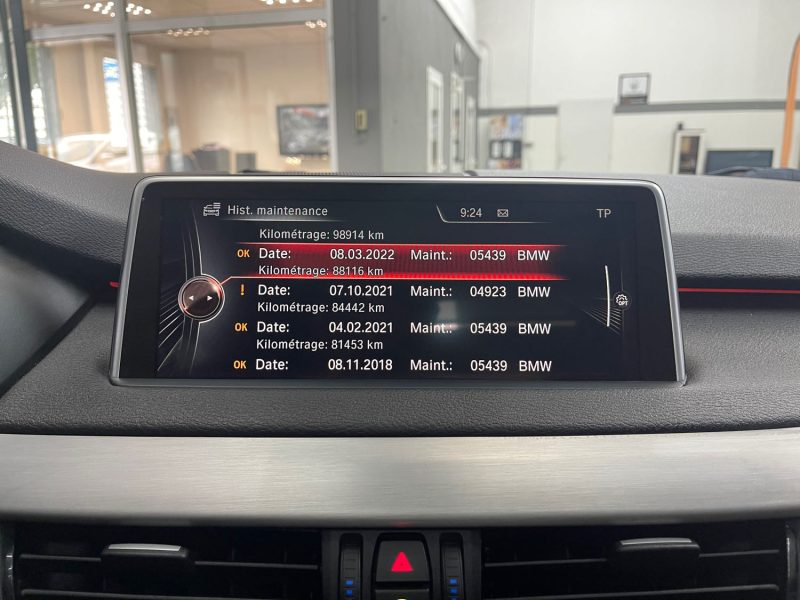 Hist. maintenance 9:24 TP
Kilométrage: 98914 km
OK Date: 08.03.2022 Maint.: 05439 BMW
Kilométrage: 88116 km
! Date: 07.10.2021 Maint.: 04923 BMW
Kilométrage: 84442 km
OK Date: 04.02.2021 Maint.: 05439 BMW
Kilométrage: 81453 km
OK Date: 08.11.2018 Maint.: 05439 BMW
OPT